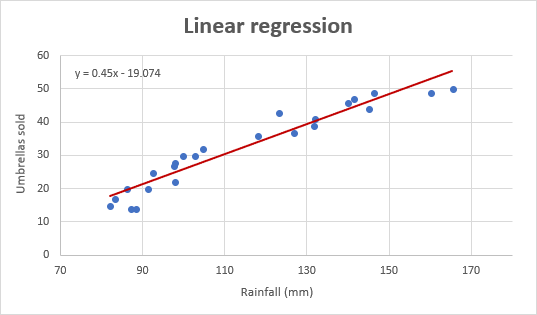 Linear regression
60
50
40
30
20
10
0
y = 0.45x - 19.074
Umbrellas sold
70 90 110 130 150 170
Rainfall (mm)